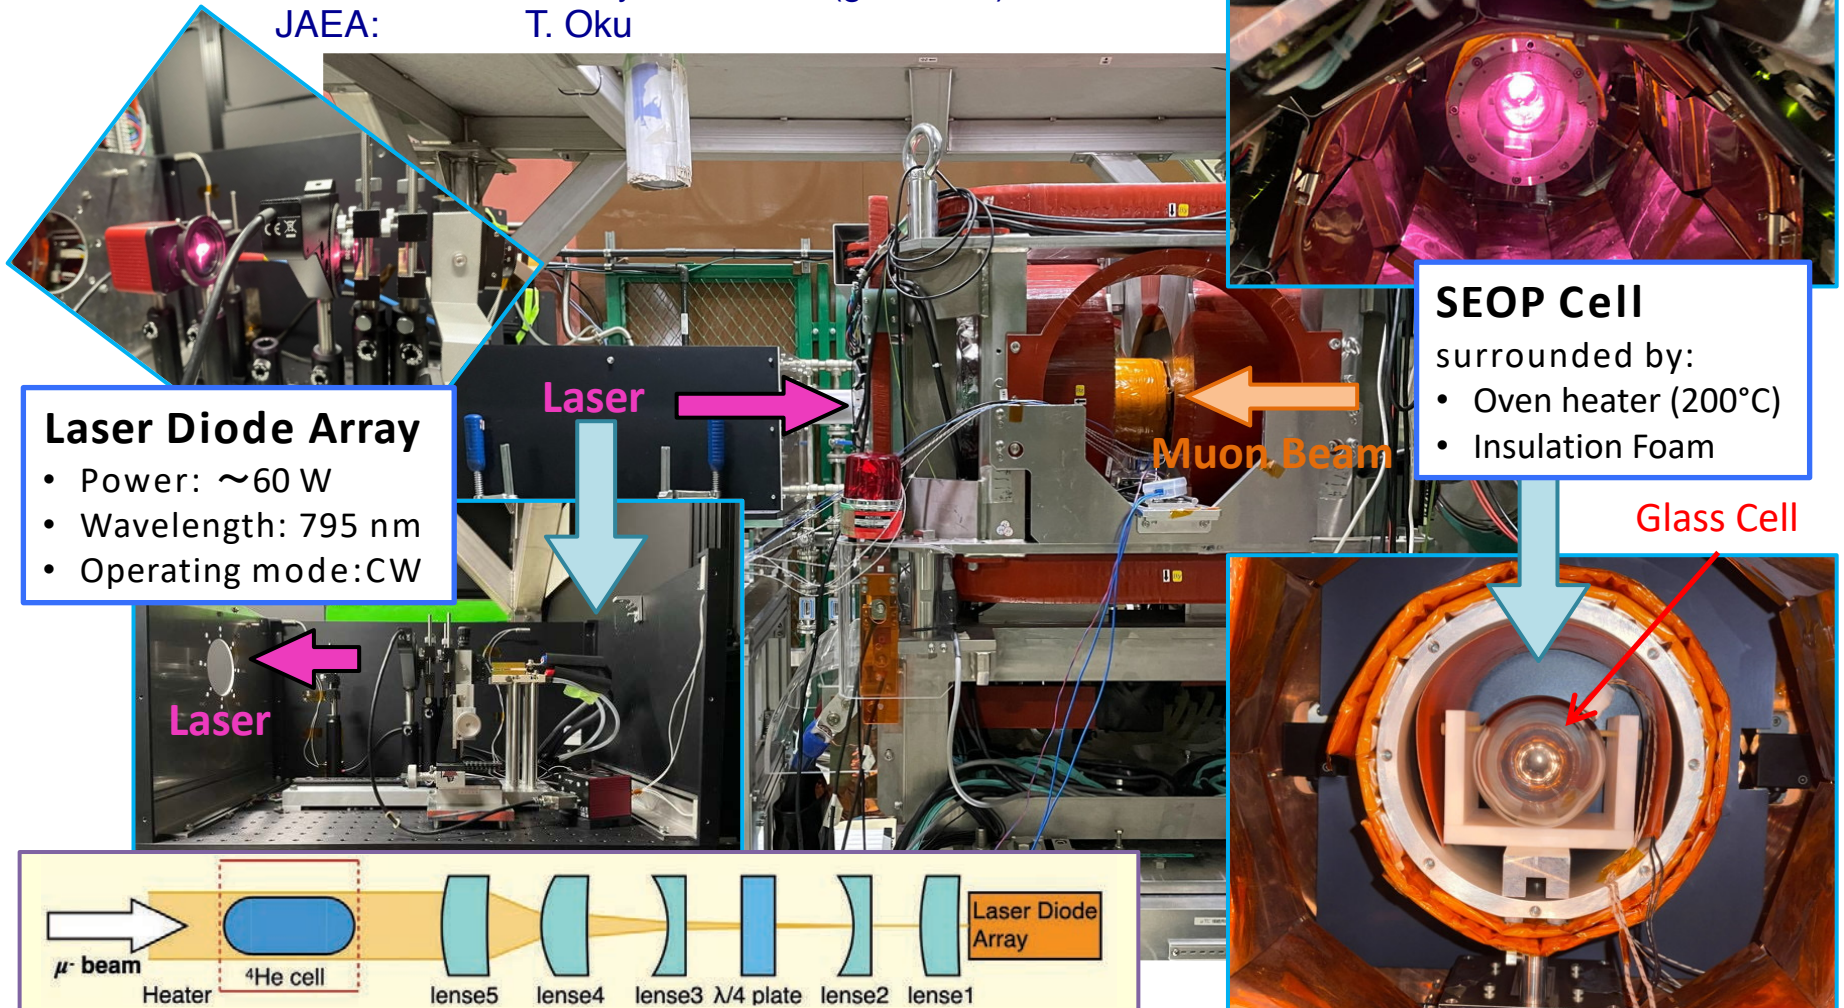 JAEA: T. Oku
Laser Diode Array
• Power: ～60 W
• Wavelength: 795 nm
• Operating mode:CW
Laser
Muon Beam
SEOP Cell
surrounded by:
• Oven heater (200°C)
• Insulation Foam
Glass Cell
Laser
μ- beam
Heater
⁴He cell
lense5
lense4
lense3
λ/4 plate
lense2
lense1
Laser Diode
Array